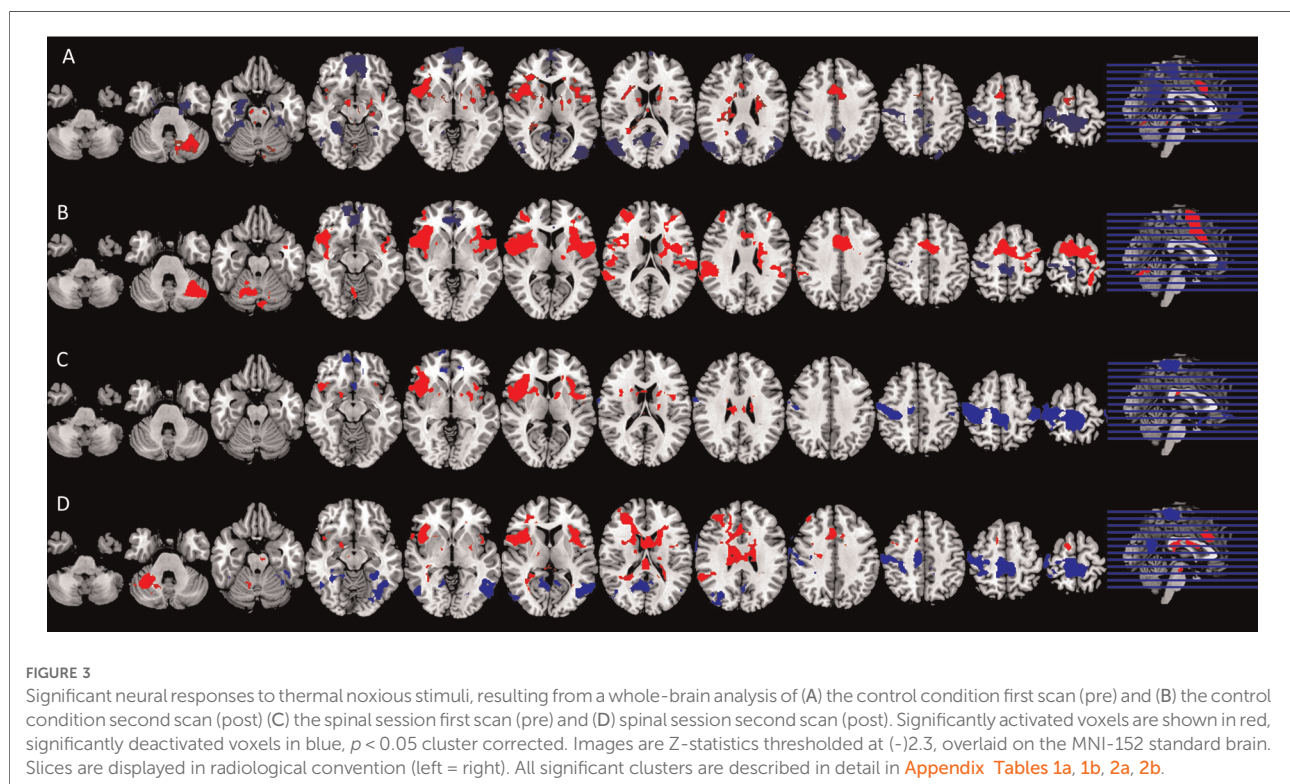 A
B
C
D
FIGURE 3
Significant neural responses to thermal noxious stimuli, resulting from a whole-brain analysis of (A) the control condition first scan (pre) and (B) the control
condition second scan (post) (C) the spinal session first scan (pre) and (D) spinal session second scan (post). Significantly activated voxels are shown in red,
significantly deactivated voxels in blue, p < 0.05 cluster corrected. Images are Z-statistics thresholded at (-)2.3, overlaid on the MNI-152 standard brain.
Slices are displayed in radiological convention (left = right). All significant clusters are described in detail in Appendix Tables 1a, 1b, 2a, 2b.